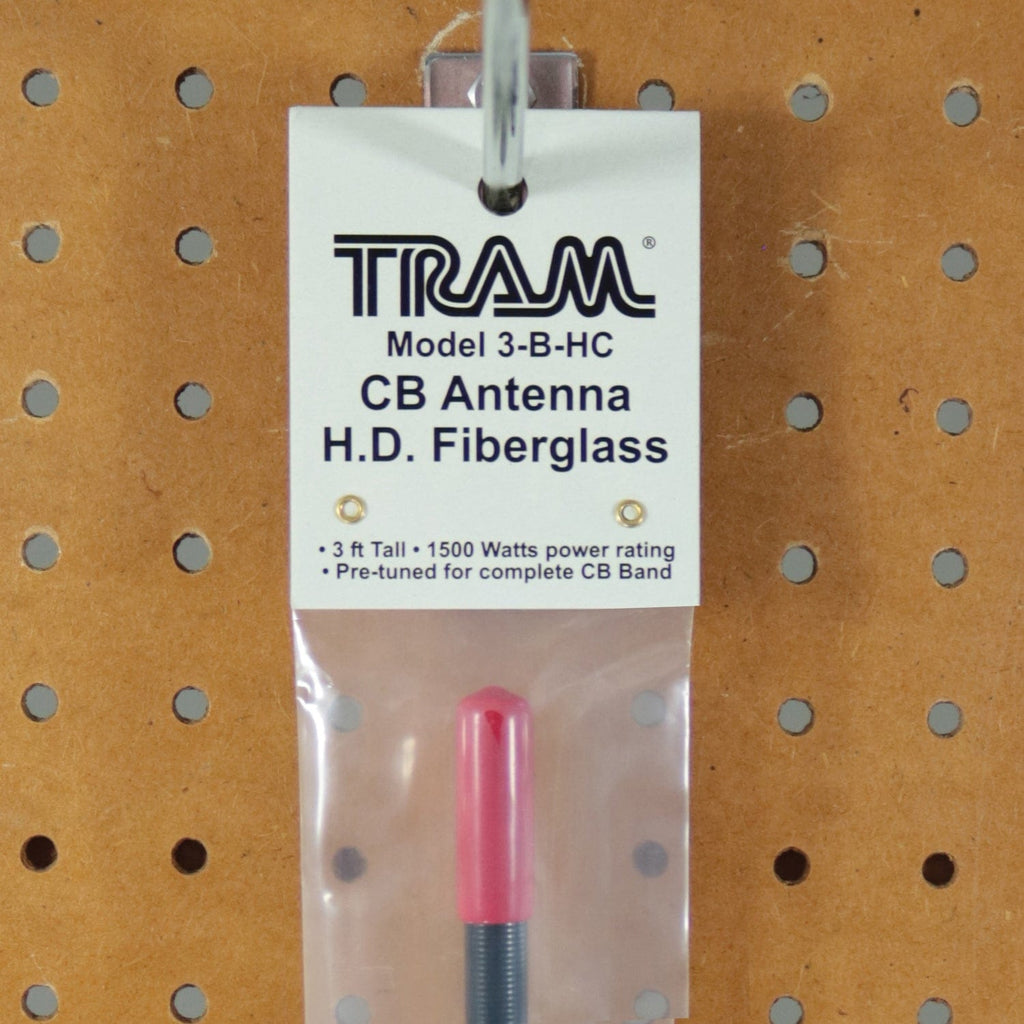 TRAM®
Model 3-B-HC
CB Antenna
H.D. Fiberglass
• 3 ft Tall • 1500 Watts power rating
• Pre-tuned for complete CB Band